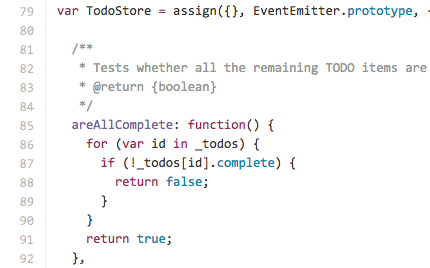 79 var TodoStore = assign({}, EventEmitter.prototype,
80
81 /**
82 * Tests whether all the remaining TODO items are
83 * @return {boolean}
84 */
85 areAllComplete: function() {
86 for (var id in _todos) {
87 if (!_todos[id].complete) {
88 return false;
89 }
90 }
91 return true;
92 },